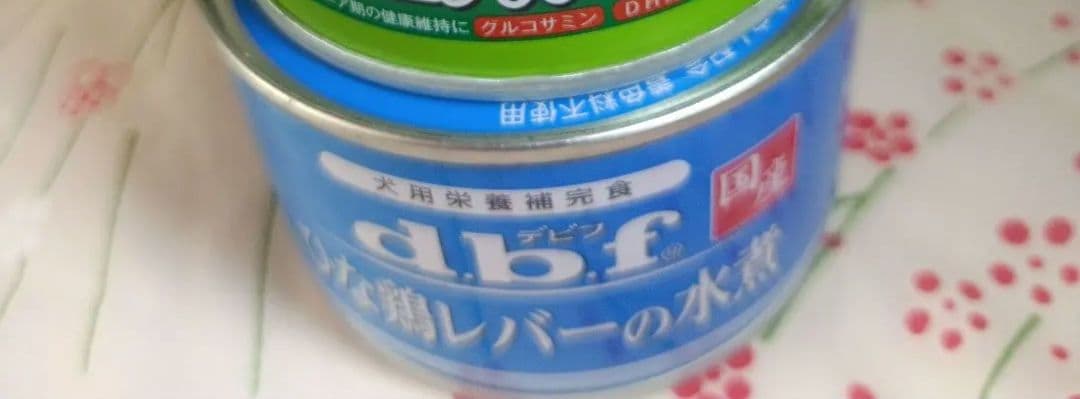 期の健康維持に グルコサミン
着色料不使用
犬用栄養補完食
国産
デビフ
d.b.f®
な鶏レバーの水煮